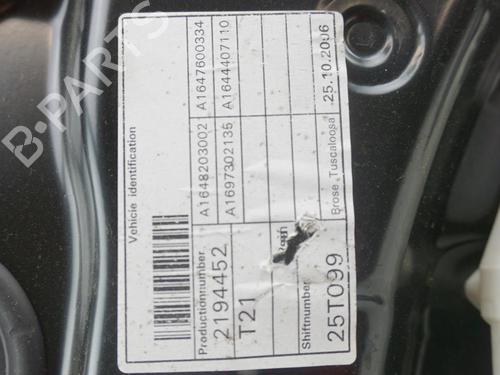 Vehicle identification
Productionnumber
2194452
T21
A1648203002
A1647600334
A1697302135
A1644407110
Shiftnumber
25T099
Brose Tuscaloosa
25.10.2006
B-PARTS